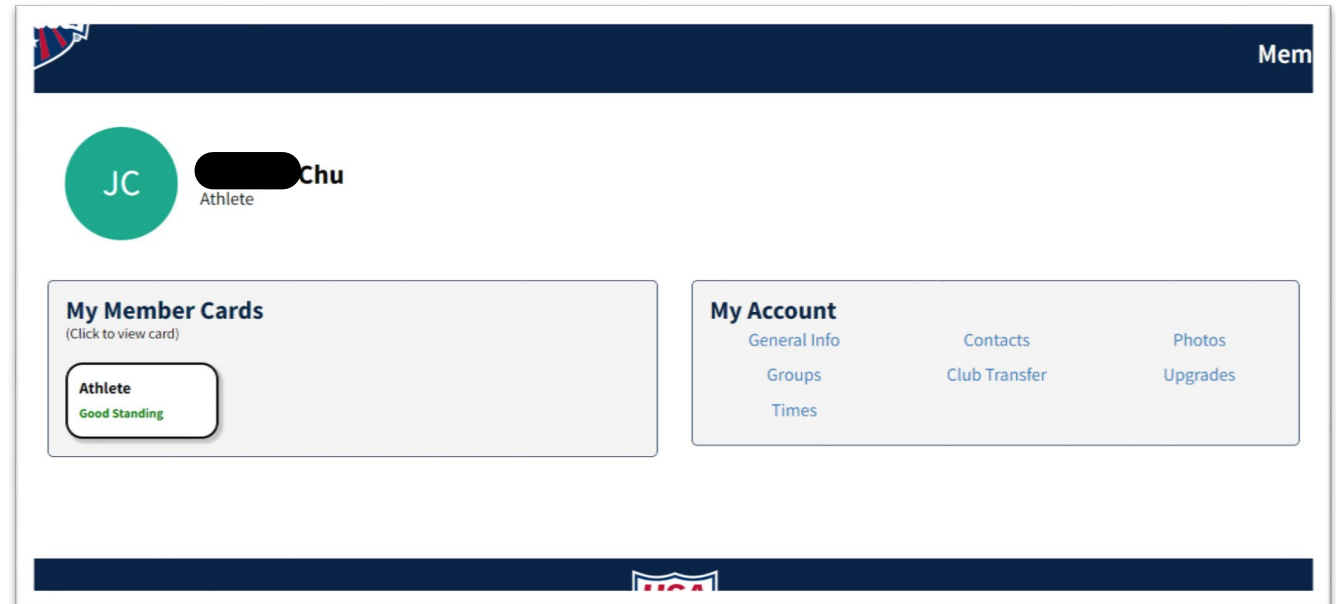 Mem
JC
Chu
Athlete
My Member Cards
(Click to view card)
Athlete
Good Standing
My Account
General Info Contacts Photos
Groups Club Transfer Upgrades
Times
USA